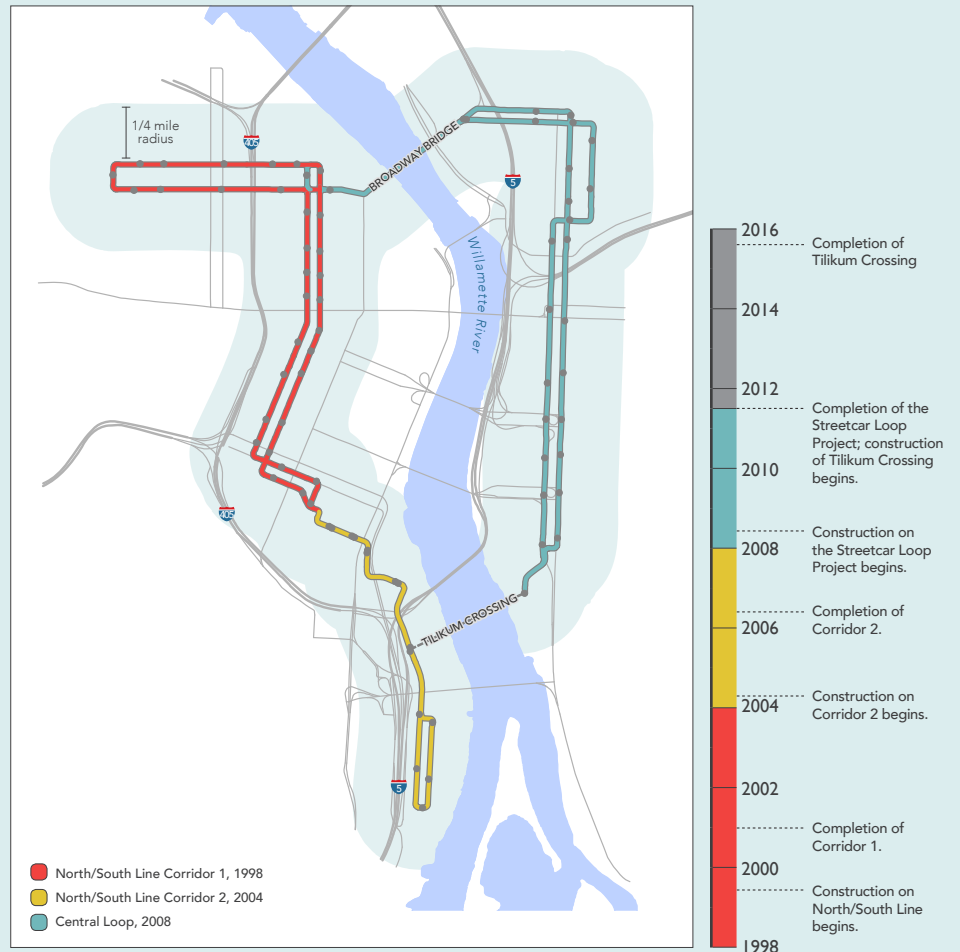 1/4 mile
radius
405
BROADWAY BRIDGE
5
Willamette River
405
TILIKUM CROSSING
5
North/South Line Corridor 1, 1998
North/South Line Corridor 2, 2004
Central Loop, 2008
2016
Completion of
Tilikum Crossing
2014
2012
Completion of the
Streetcar Loop
Project; construction
of Tilikum Crossing
begins.
2010
Construction on
the Streetcar Loop
Project begins.
2008
Completion of
Corridor 2.
2006
Construction on
Corridor 2 begins.
2004
2002
Completion of
Corridor 1.
2000
Construction on
North/South Line
begins.
1998